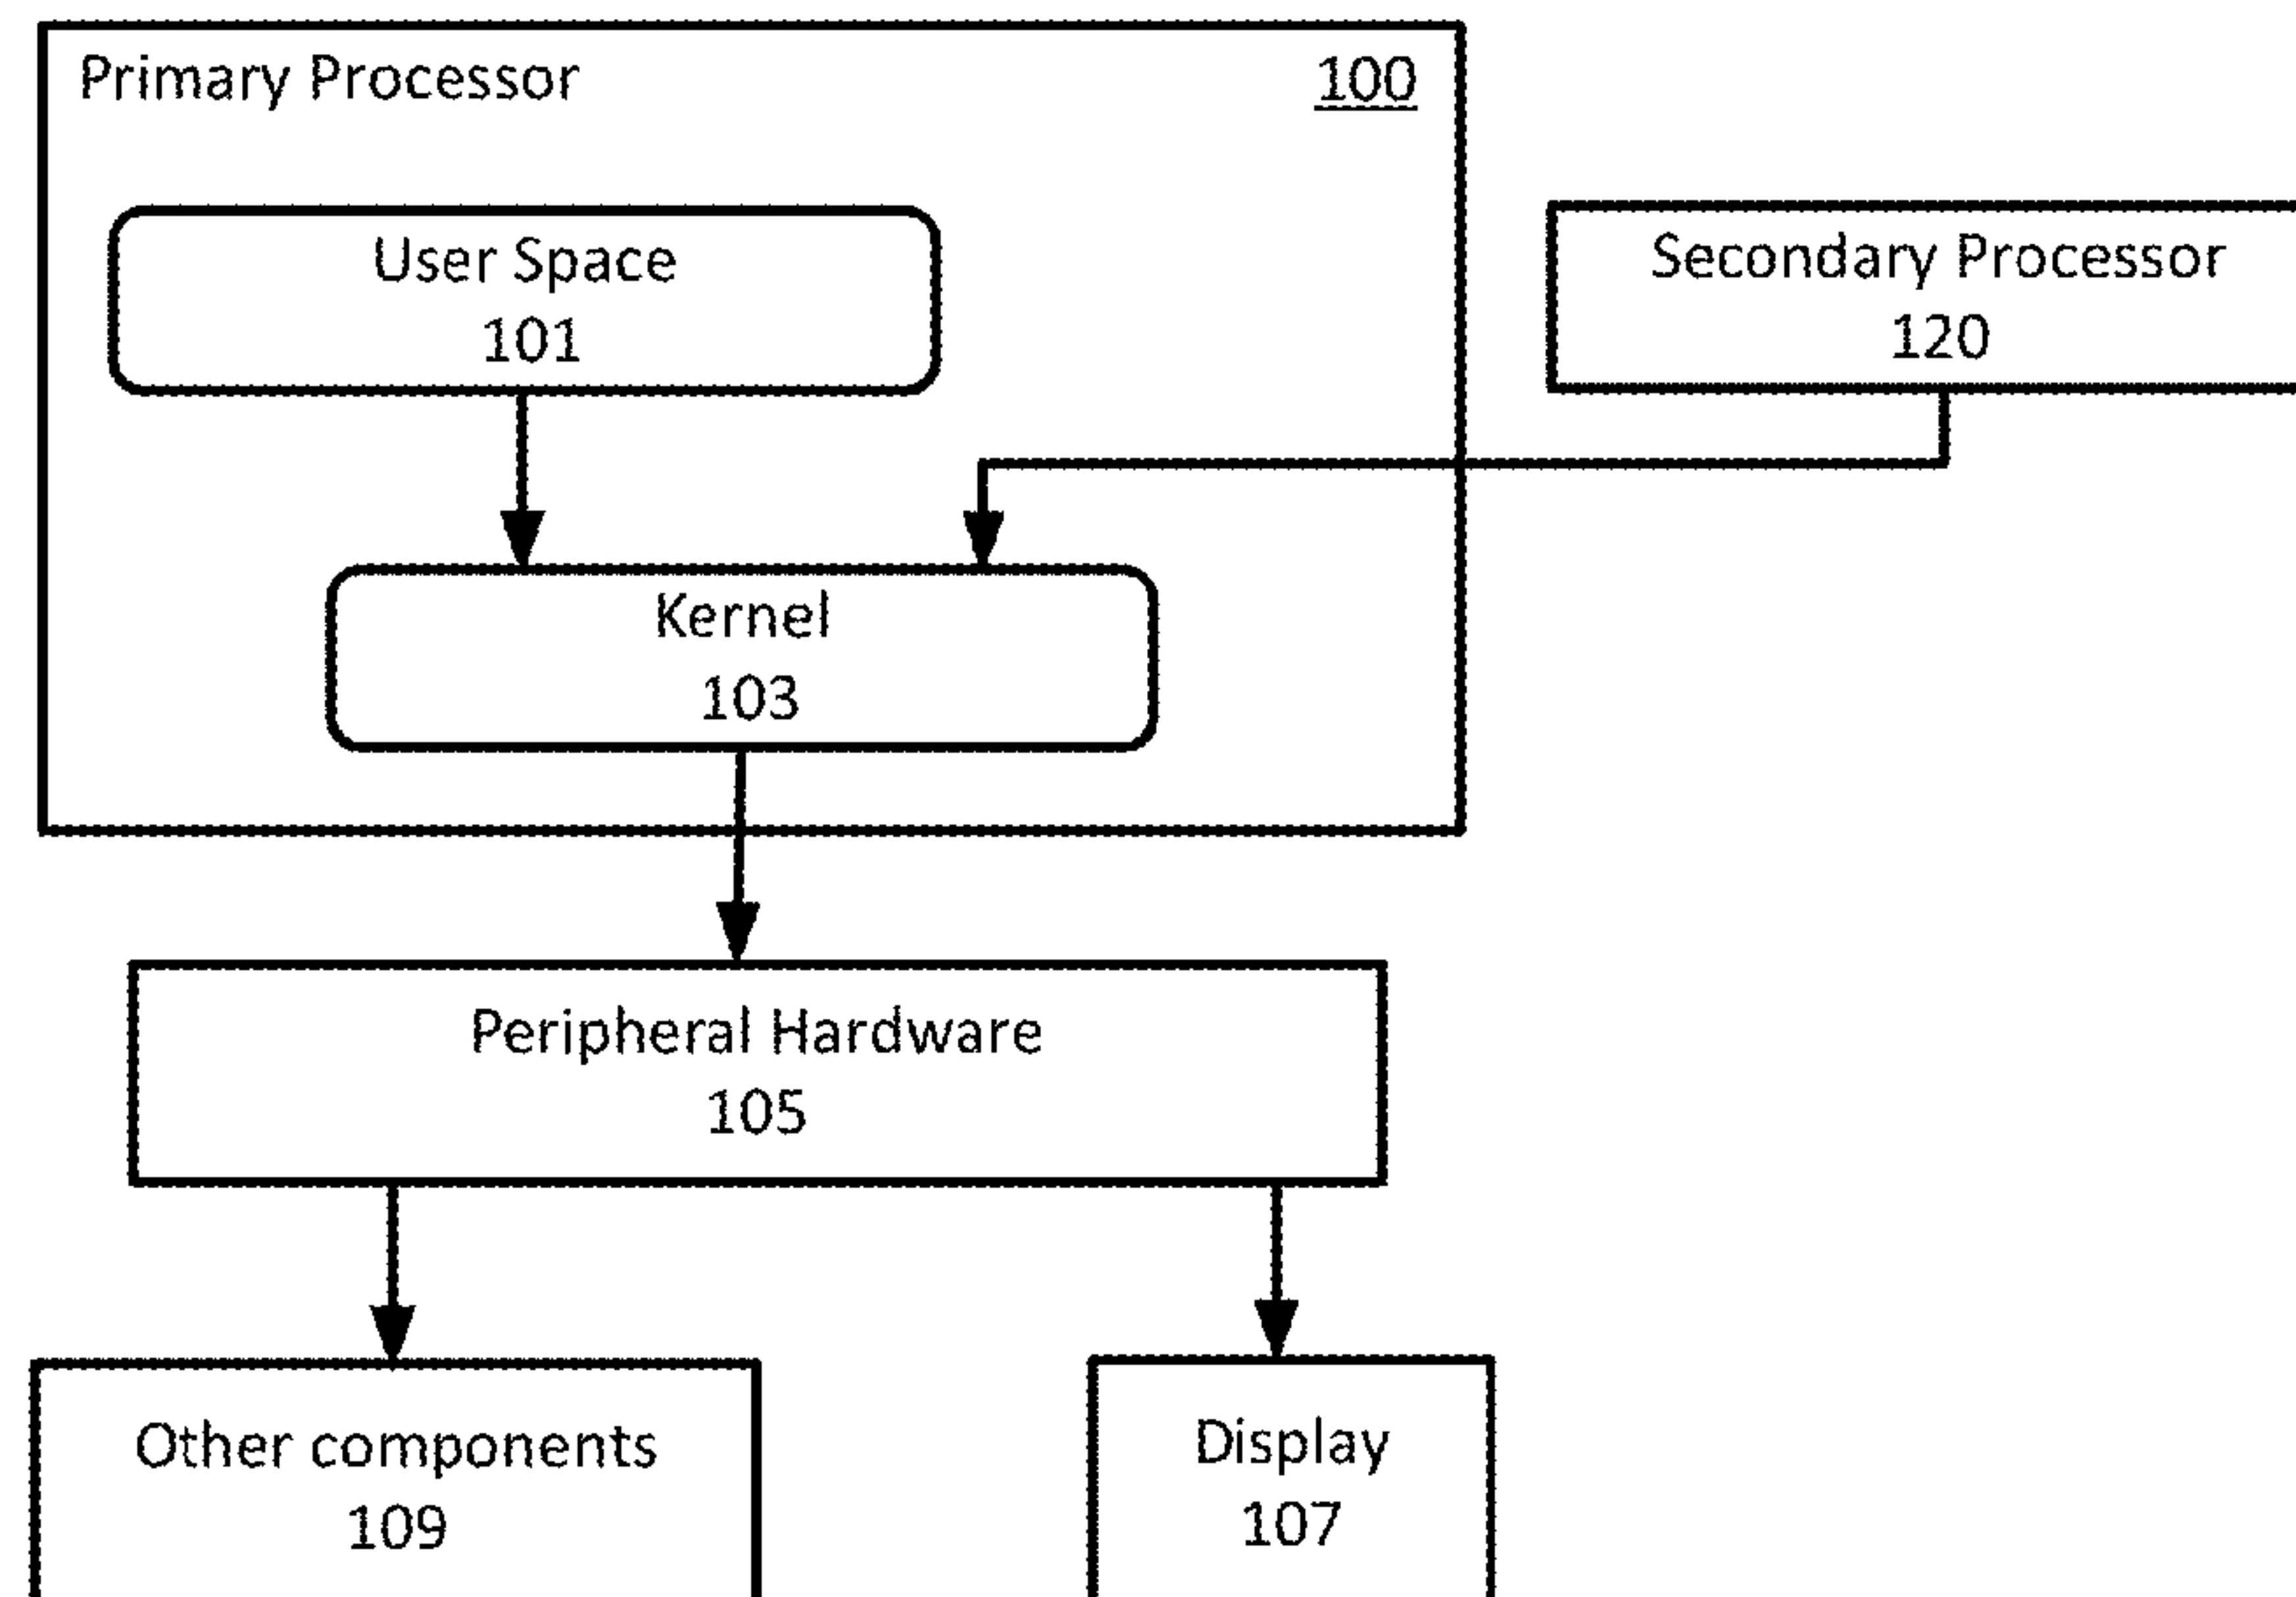 Primary Processor 100
User Space
101
Secondary Processor
120
Kernel
103
Peripheral Hardware
105
Other components
109
Display
107